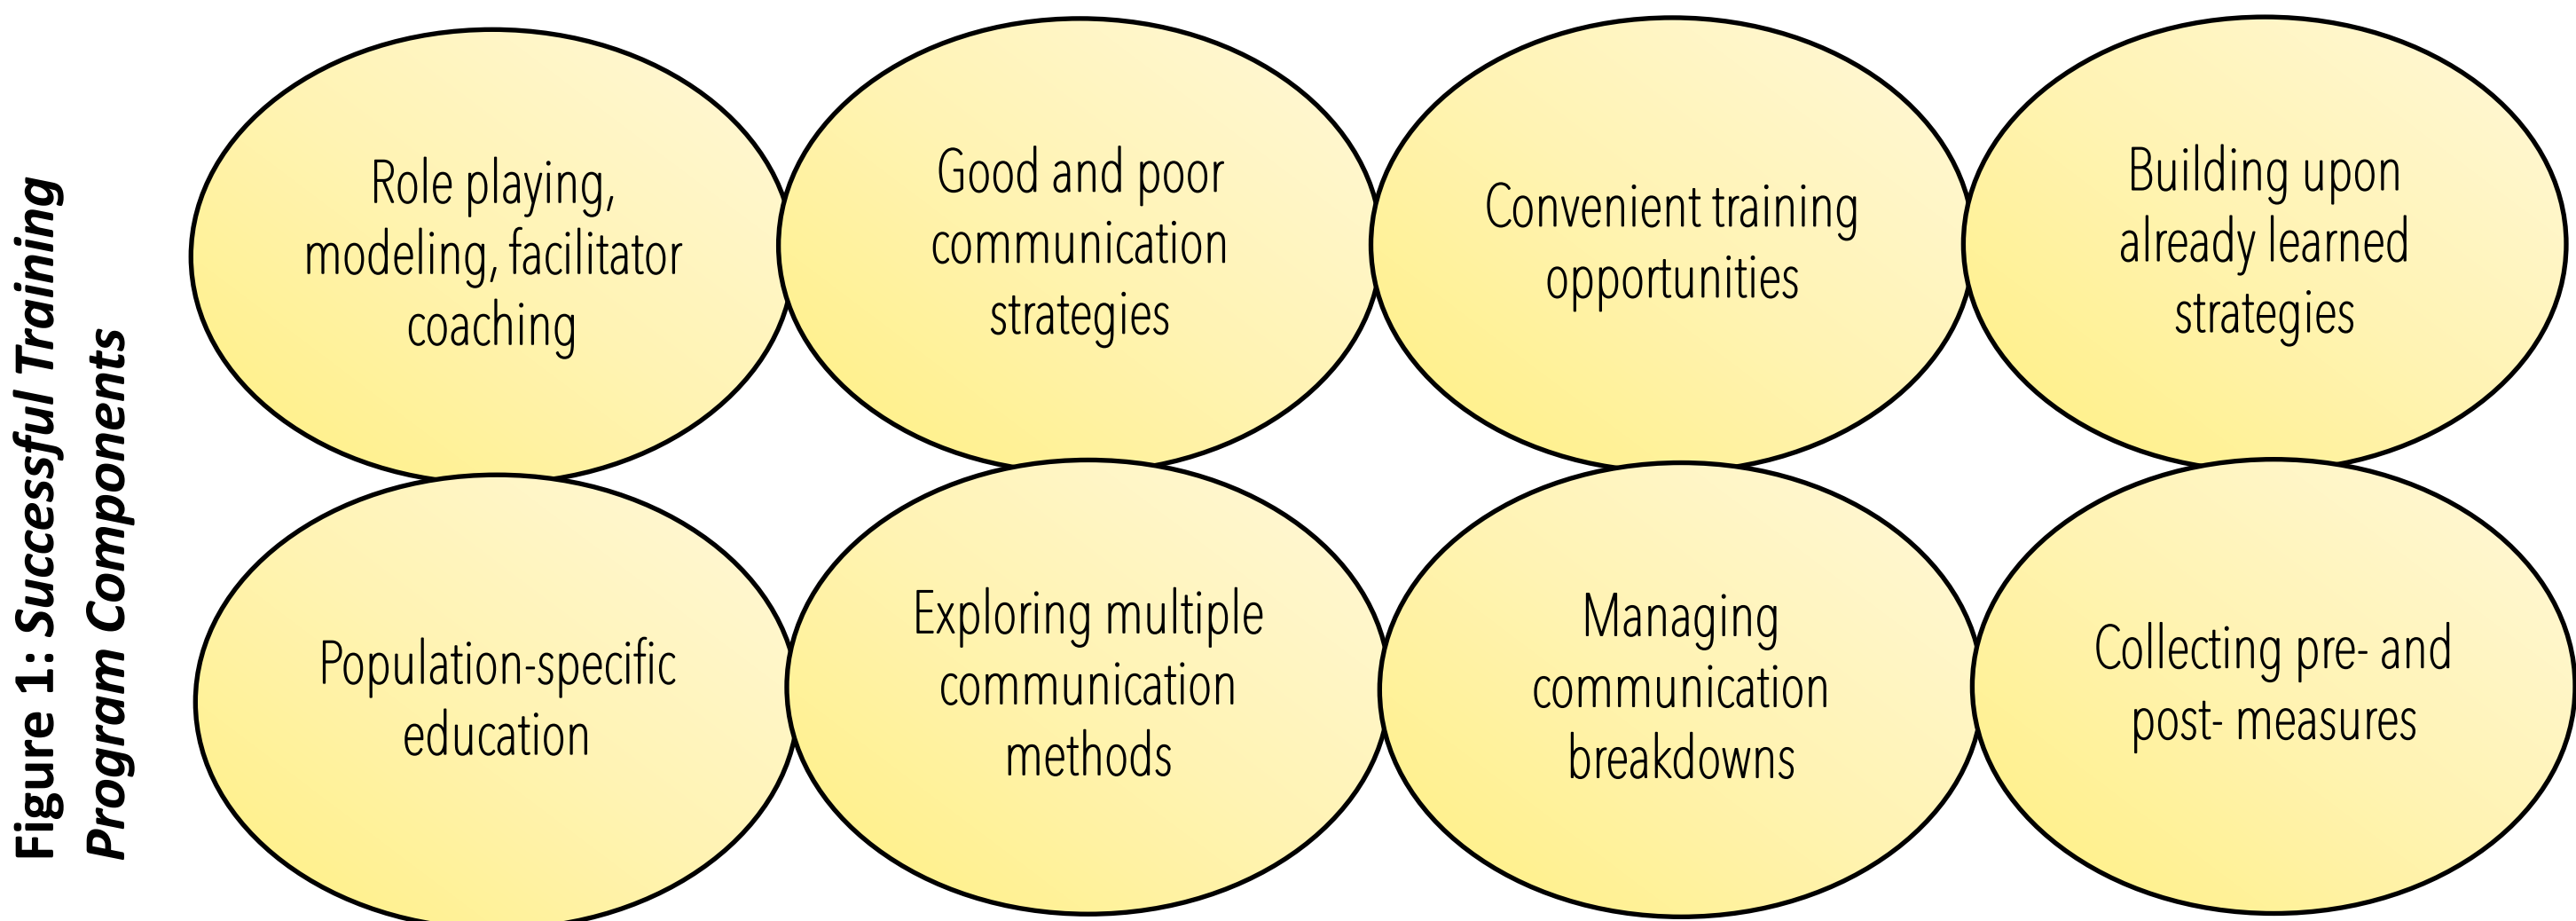 Figure 1: Successful Training
Program Components
Role playing,
modeling, facilitator
coaching
Good and poor
communication
strategies
Convenient training
opportunities
Building upon
already learned
strategies
Population-specific
education
Exploring multiple
communication
methods
Managing
communication
breakdowns
Collecting pre- and
post- measures